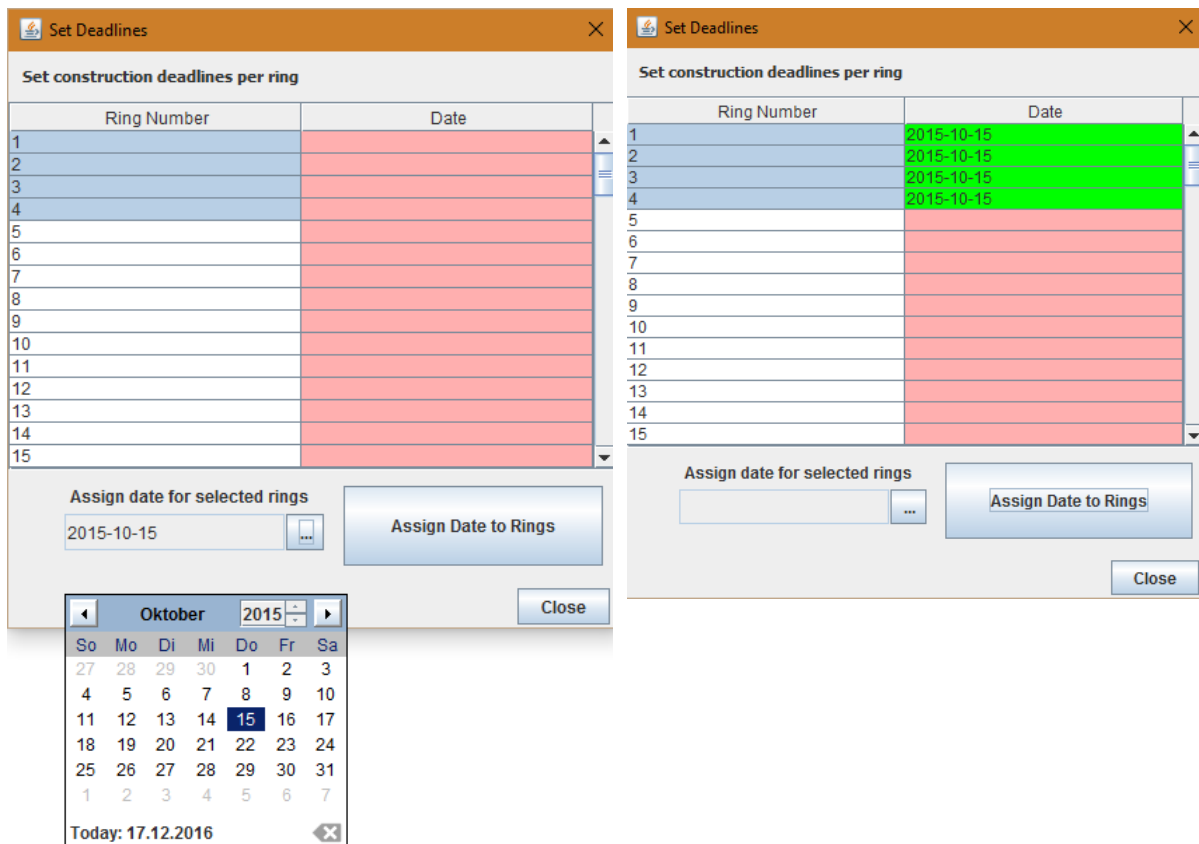 Set Deadlines
Set construction deadlines per ring
Ring Number Date
1
2
3
4
5
6
7
8
9
10
11
12
13
14
15
Assign date for selected rings
2015-10-15 ... Assign Date to Rings
Close
Oktober 2015
So Mo Di Mi Do Fr Sa
27 28 29 30 1 2 3
4 5 6 7 8 9 10
11 12 13 14 15 16 17
18 19 20 21 22 23 24
25 26 27 28 29 30 31
1 2 3 4 5 6 7
Today: 17.12.2016
Set Deadlines
Set construction deadlines per ring
Ring Number Date
1 2015-10-15
2 2015-10-15
3 2015-10-15
4 2015-10-15
5
6
7
8
9
10
11
12
13
14
15
Assign date for selected rings
... Assign Date to Rings
Close